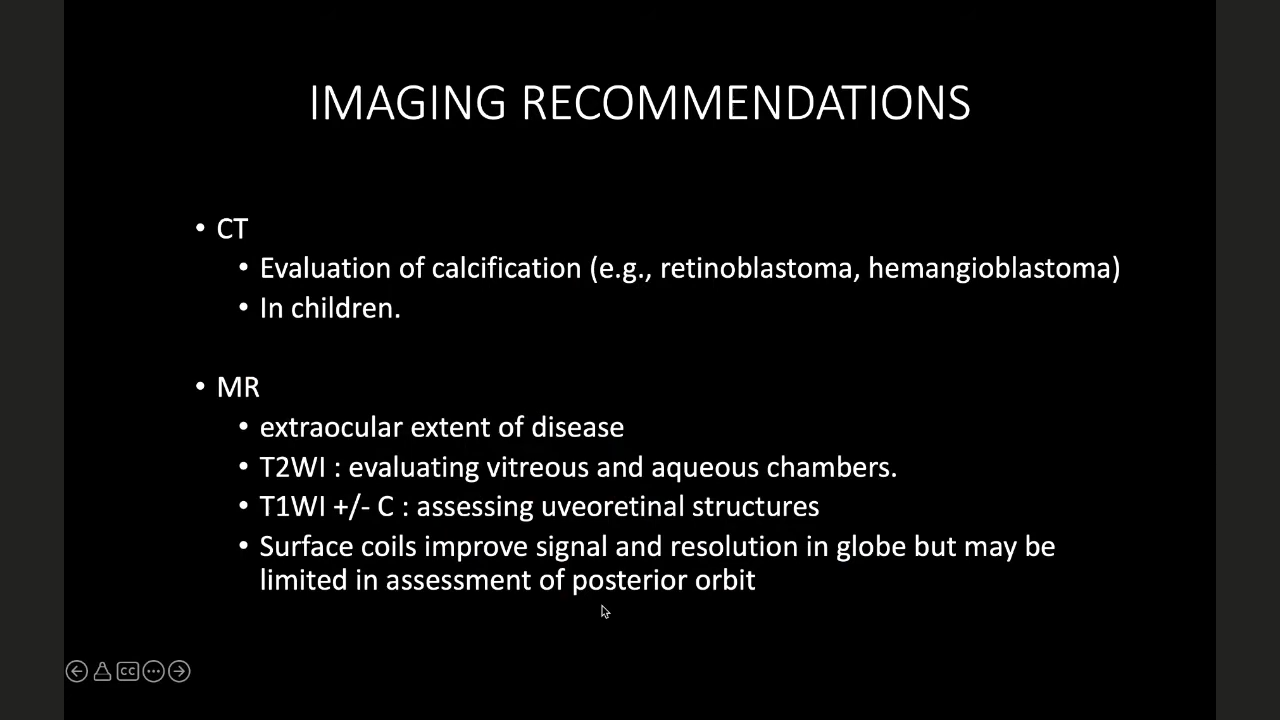 IMAGING RECOMMENDATIONS
• CT
• Evaluation of calcification (e.g., retinoblastoma, hemangioblastoma)
• In children.
• MR
• extraocular extent of disease
• T2WI : evaluating vitreous and aqueous chambers.
• T1WI +/- C : assessing uveoretinal structures
• Surface coils improve signal and resolution in globe but may be
limited in assessment of posterior orbit
CC